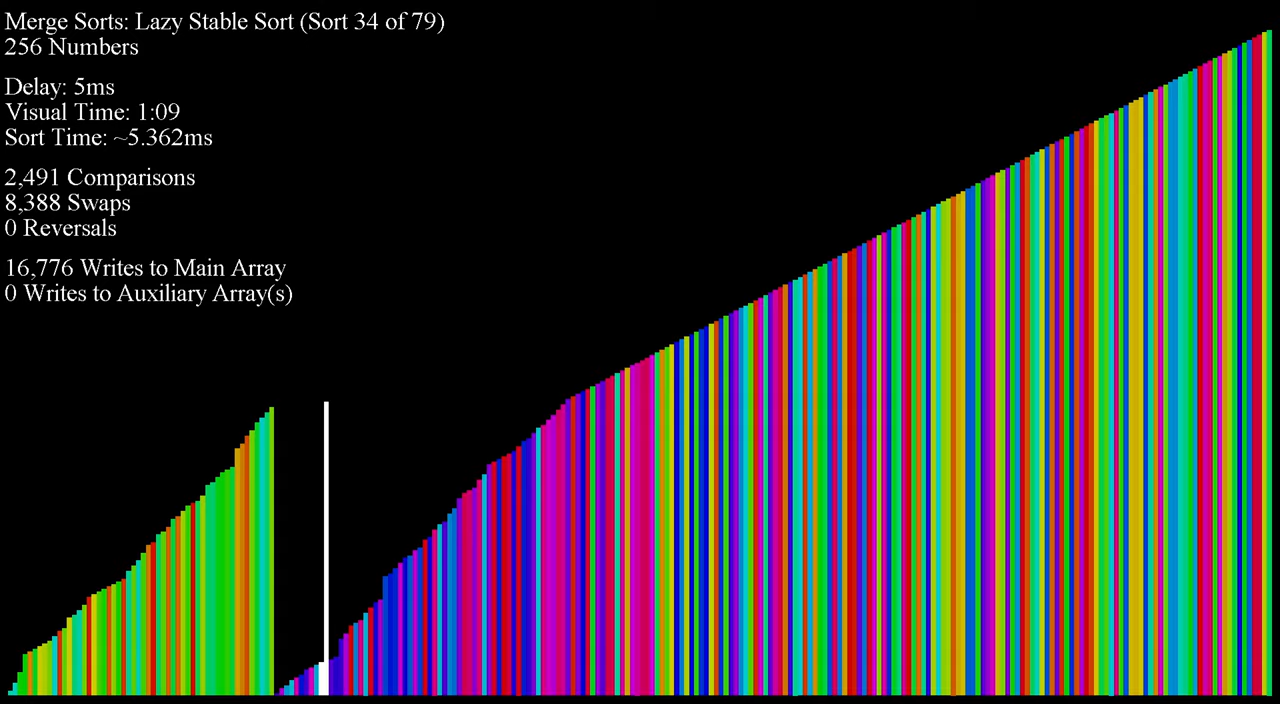 Merge Sorts: Lazy Stable Sort (Sort 34 of 79)
256 Numbers
Delay: 5ms
Visual Time: 1:09
Sort Time: ~5.362ms
2,491 Comparisons
8,388 Swaps
0 Reversals
16,776 Writes to Main Array
0 Writes to Auxiliary Array(s)